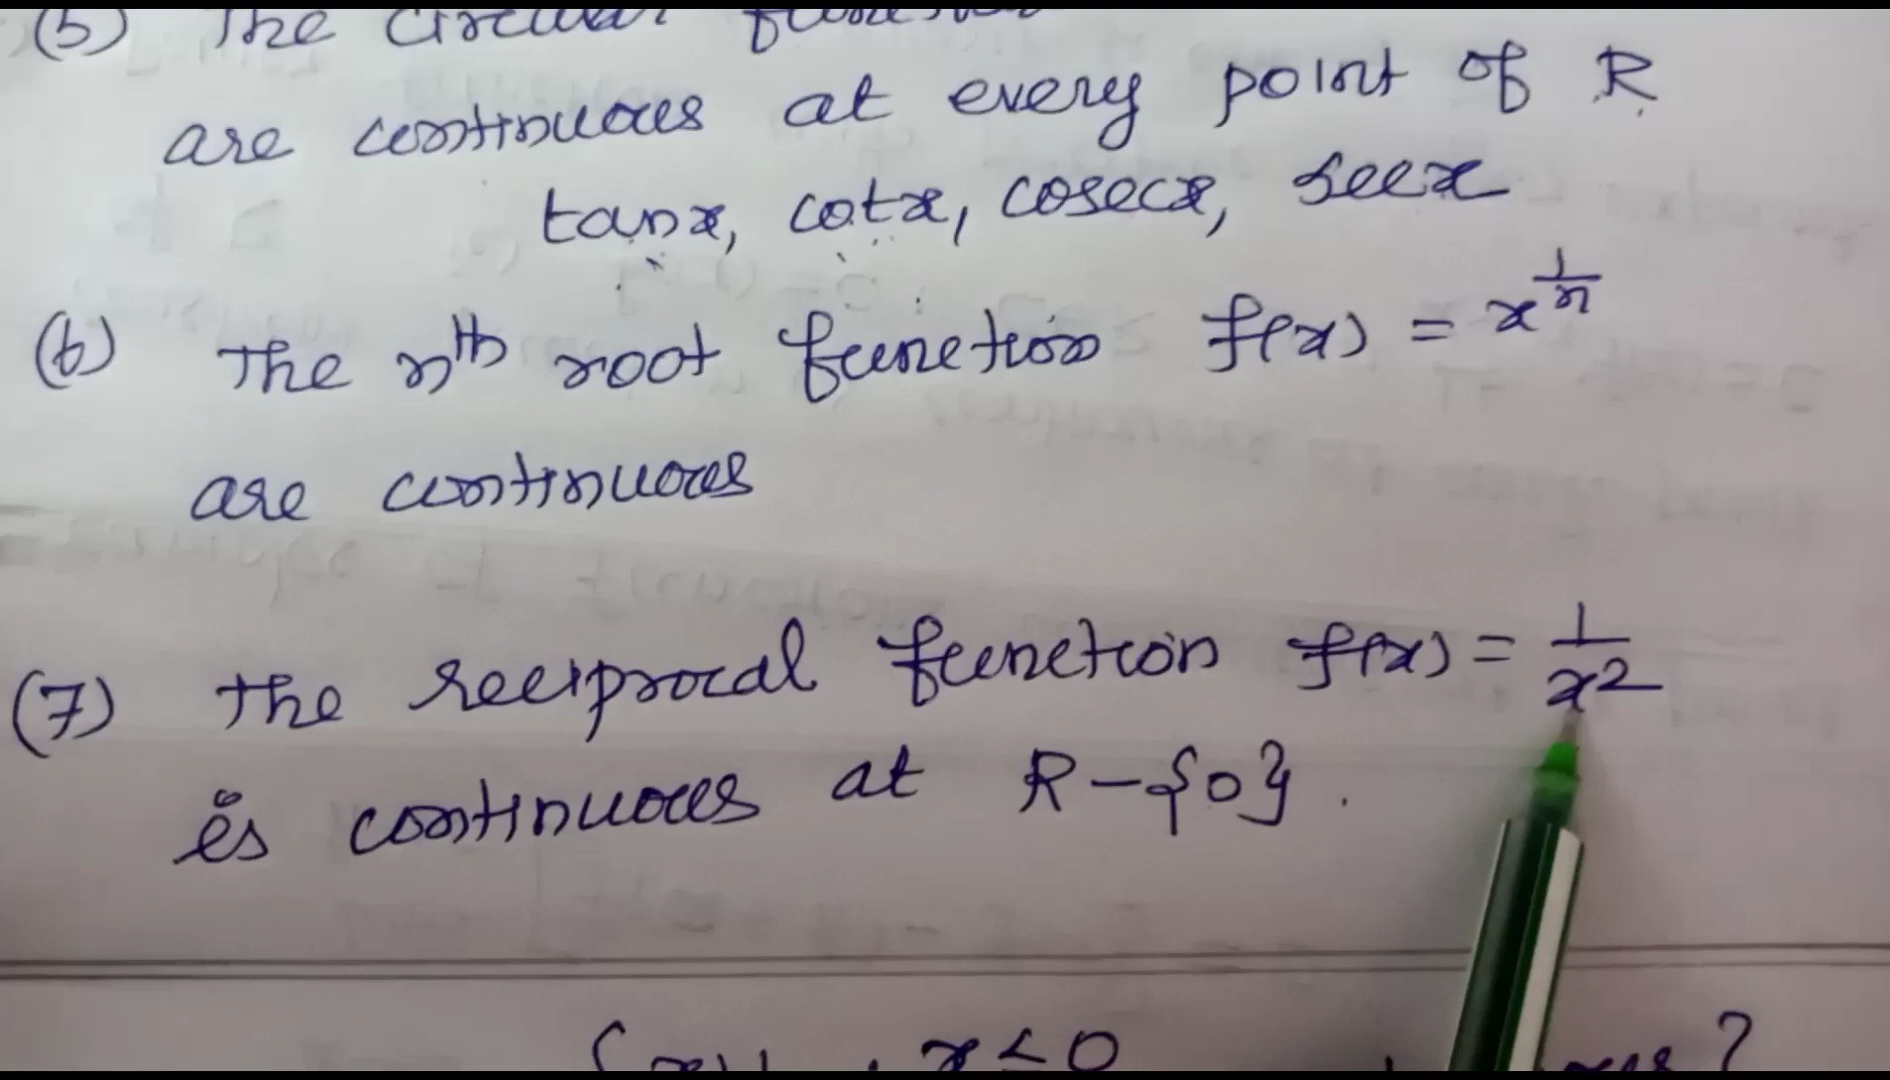 (5) The circular
are continuous at every point of R
tanx, cotx, cosecx, secx
(6) The nth root function f(x) = x^1/n
are continuous
(7) The reciprocal function f(x) = 1/x²
is continuous at R-{0}.
x<0 ?